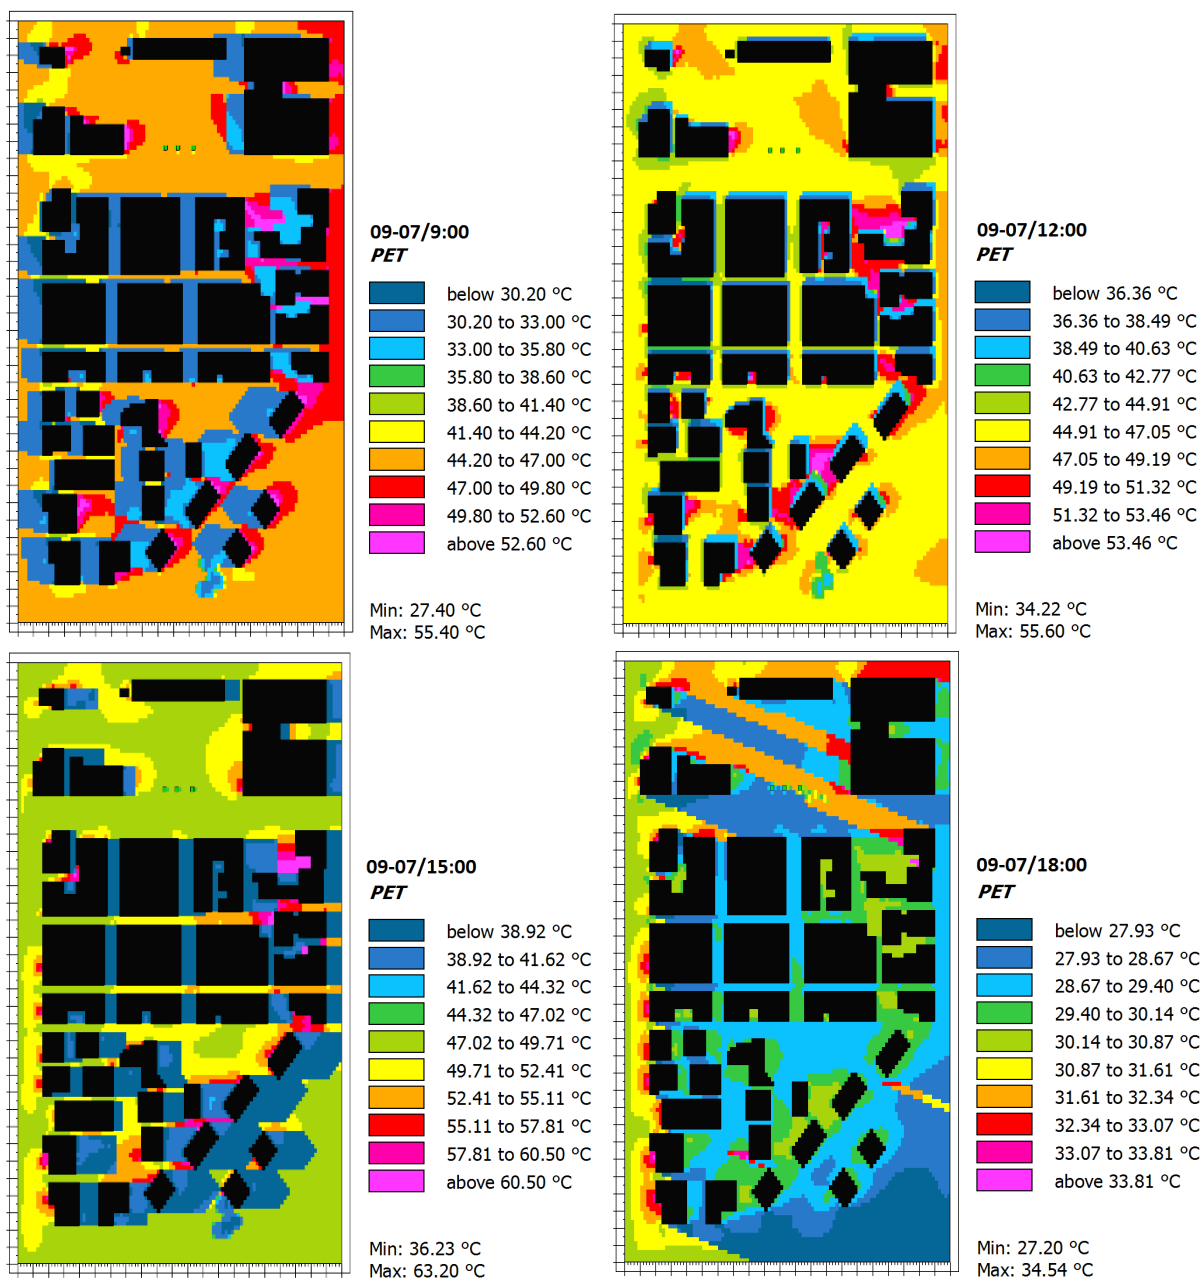 09-07/9:00
PET
below 30.20 °C
30.20 to 33.00 °C
33.00 to 35.80 °C
35.80 to 38.60 °C
38.60 to 41.40 °C
41.40 to 44.20 °C
44.20 to 47.00 °C
47.00 to 49.80 °C
49.80 to 52.60 °C
above 52.60 °C
Min: 27.40 °C
Max: 55.40 °C
09-07/12:00
PET
below 36.36 °C
36.36 to 38.49 °C
38.49 to 40.63 °C
40.63 to 42.77 °C
42.77 to 44.91 °C
44.91 to 47.05 °C
47.05 to 49.19 °C
49.19 to 51.32 °C
51.32 to 53.46 °C
above 53.46 °C
Min: 34.22 °C
Max: 55.60 °C
09-07/15:00
PET
below 38.92 °C
38.92 to 41.62 °C
41.62 to 44.32 °C
44.32 to 47.02 °C
47.02 to 49.71 °C
49.71 to 52.41 °C
52.41 to 55.11 °C
55.11 to 57.81 °C
57.81 to 60.50 °C
above 60.50 °C
Min: 36.23 °C
Max: 63.20 °C
09-07/18:00
PET
below 27.93 °C
27.93 to 28.67 °C
28.67 to 29.40 °C
29.40 to 30.14 °C
30.14 to 30.87 °C
30.87 to 31.61 °C
31.61 to 32.34 °C
32.34 to 33.07 °C
33.07 to 33.81 °C
above 33.81 °C
Min: 27.20 °C
Max: 34.54 °C